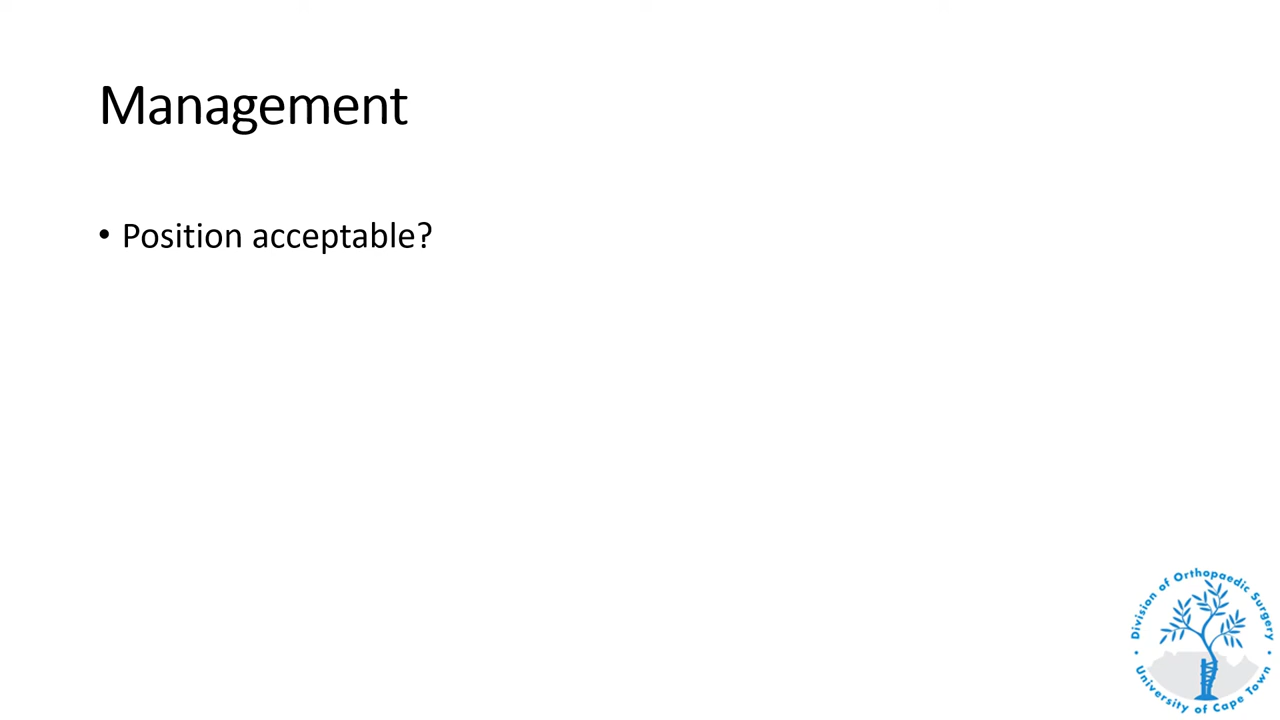 Management
• Position acceptable?
Division of Orthopaedic Surgery
• University of Cape Town •